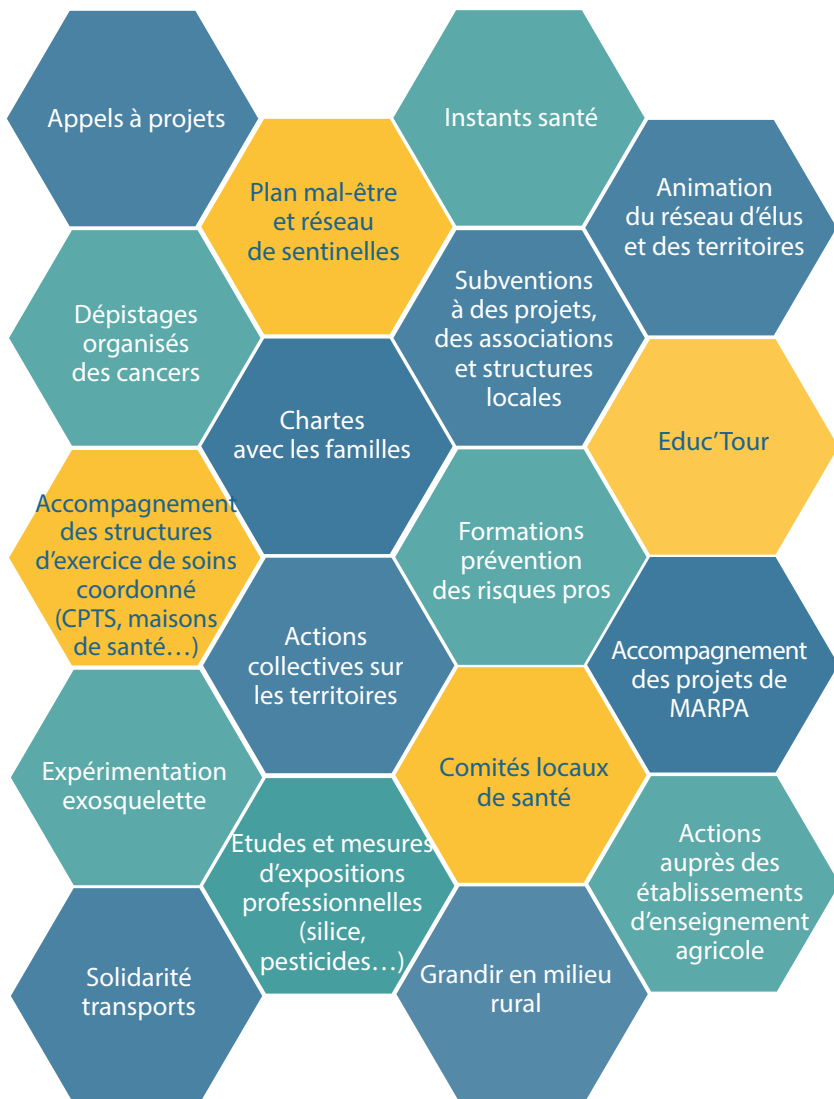 Appels à projets
Instants santé
Plan mal-être
et réseau
de sentinelles
Animation
du réseau d'élus
et des territoires
Dépistages
organisés
des cancers
Subventions
à des projets,
des associations
et structures
locales
Chartes
avec les familles
Educ'Tour
Accompagnement
des structures
d'exercice de soins
coordonné
(CPTS, maisons
de santé…)
Formations
prévention
des risques pros
Actions
collectives sur
les territoires
Accompagnement
des projets de
MARPA
Expérimentation
exosquelette
Comités locaux
de santé
Etudes et mesures
d'expositions
professionnelles
(silice,
pesticides…)
Actions
auprès des
établissements
d'enseignement
agricole
Solidarité
transports
Grandir en milieu
rural